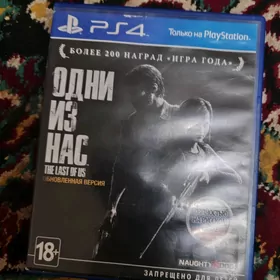 PS4
Только на PlayStation
БОЛЕЕ 200 НАГРАД «ИГРА ГОДА»
ОДНИ
ИЗ
НАС
THE LAST OF US
ОБНОВЛЕННАЯ ВЕРСИЯ
18+
NAUGHTY DOG
ЗАПРЕЩЕНО ДЛЯ